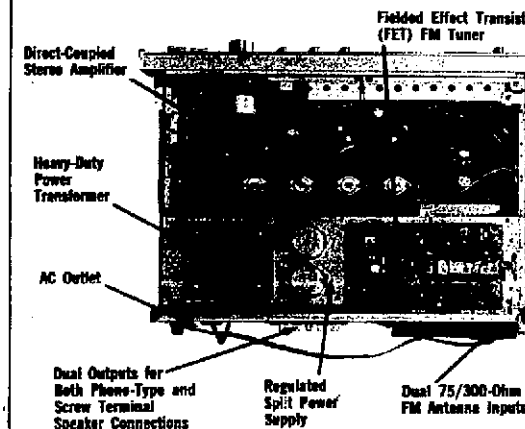 Fielded Effect Transist
(FET) FM Tuner
Direct-Coupled
Stereo Amplifier
Heavy-Duty
Power
Transformer
AC Outlet
Dual Outputs for
Both Phono-Type and
Screw Terminal
Speaker Connections
Regulated
Split Power
Supply
Dual 75/300-Ohm
FM Antenna Inputs